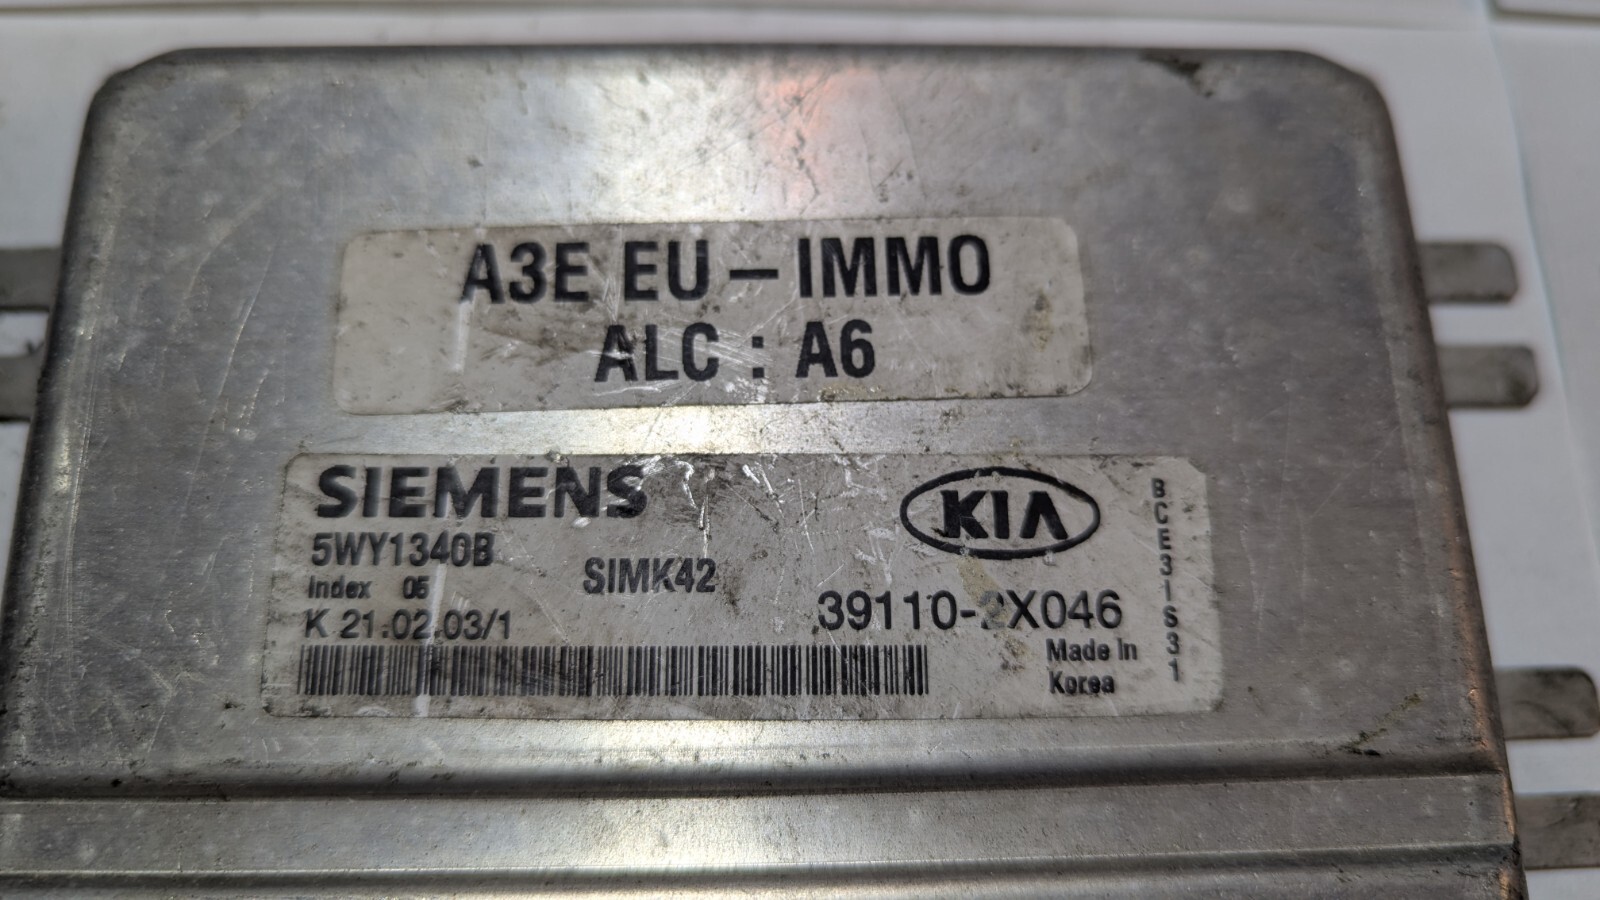 A3E EU – IMMO
ALC : A6
SIEMENS
KIA
5WY1340B
SIMK42
Index 05
39110-2X046
K 21.02.03/1
Made In
Korea
BCE3IS31